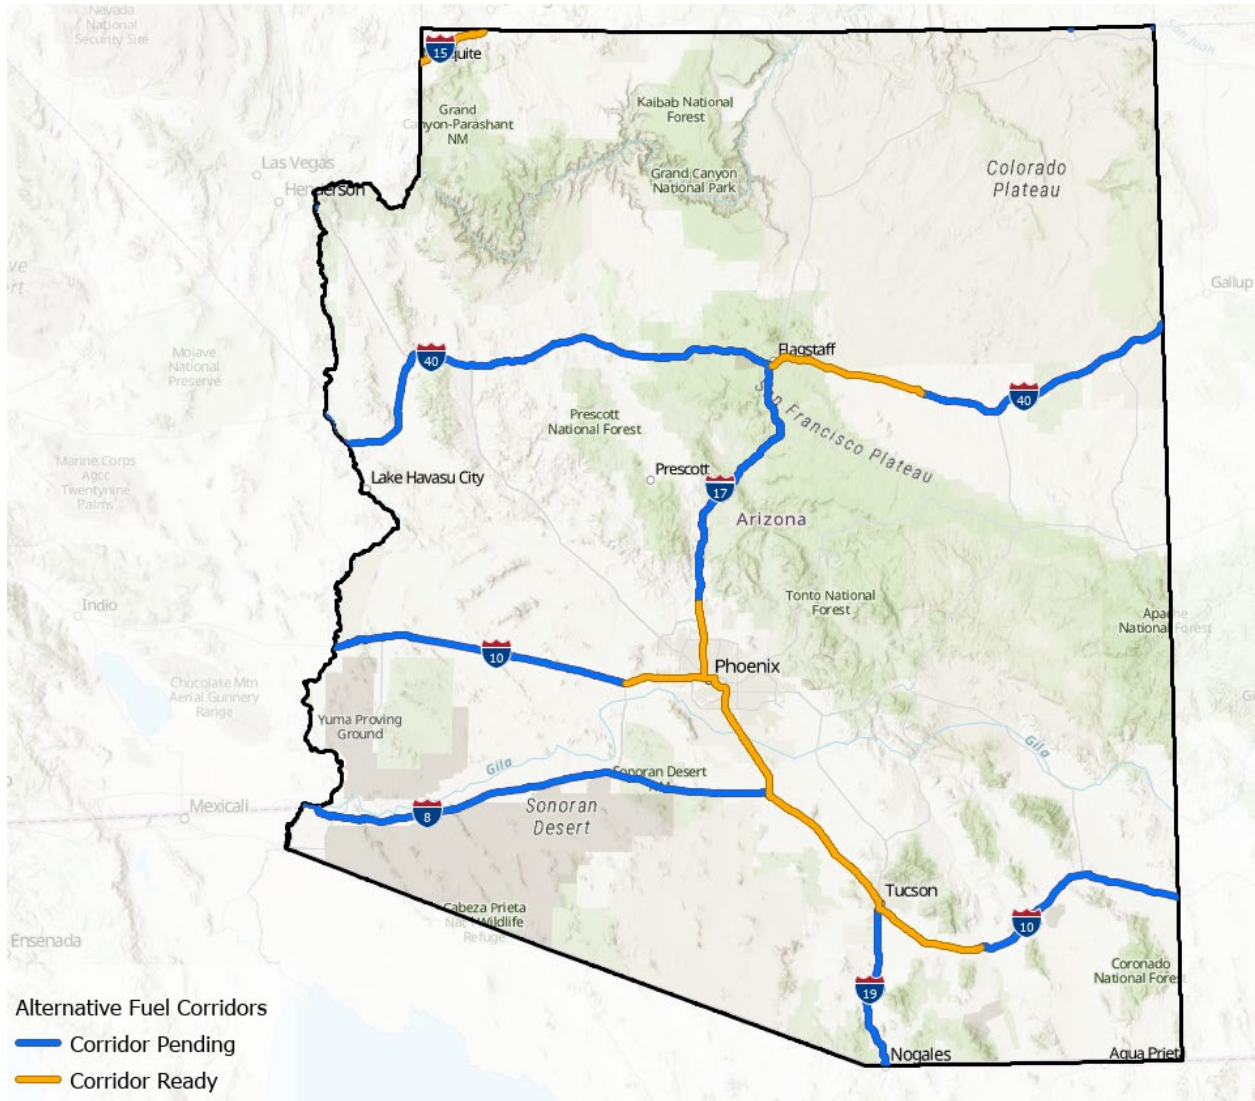 Nevada
National
Security Site
15
quite
San Juan
Grand
Canyon-Parashant
NM
Kaibab National
Forest
Las Vegas
Henderson
Grand Canyon
National Park
Colorado
Plateau
Gallup
Mojave
National
Preserve
40
Flagstaff
40
San Francisco Plateau
Prescott
National Forest
Marine Corps
Agcc
Twentynine
Palms
Lake Havasu City
Prescott
17
Arizona
Indio
Tonto National
Forest
Apache
National Forest
10
Phoenix
Chocolate Mtn
Aerial Gunnery
Range
Yuma Proving
Ground
Gila
Gila
Sonoran Desert
Mexicali
8
Sonoran
Desert
Tucson
Cabeza Prieta
Nat'l Wildlife
Refuge
10
Ensenada
Coronado
National Forest
19
Nogales
Agua Priet
Alternative Fuel Corridors
Corridor Pending
Corridor Ready